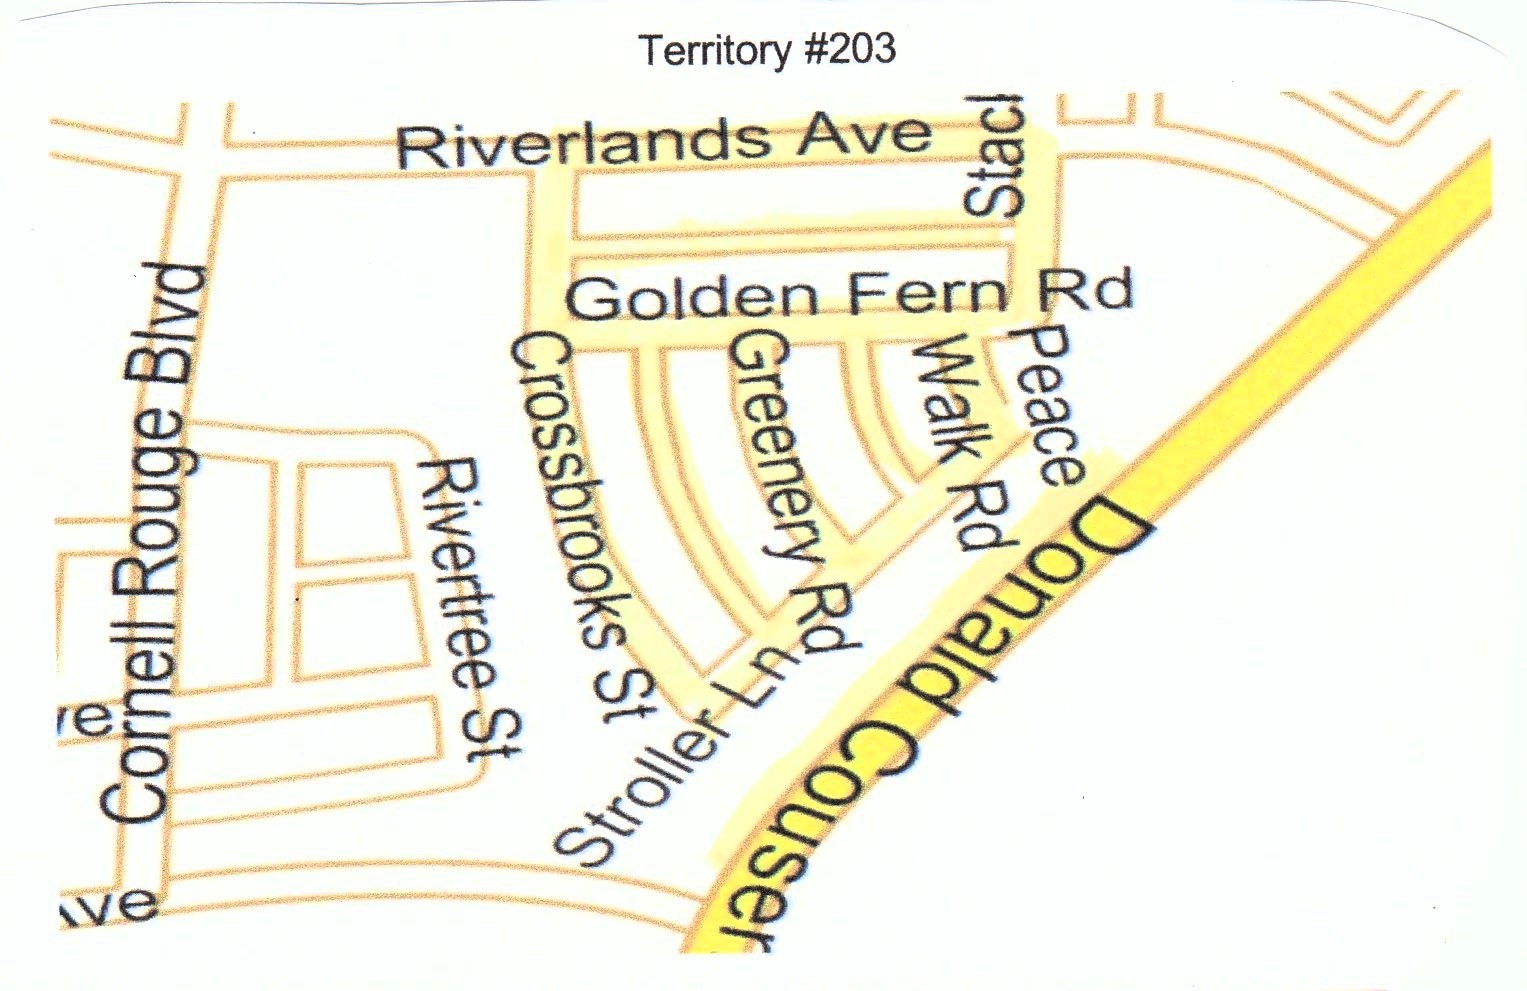 Territory #203
Riverlands Ave
Stacl
Golden Fern Rd
Cornell Rouge Blvd
Crossbrooks St
Greenery Rd
Walk Rd
Peace
Rivertree St
Donald Couser
Stroller Ln
ve
Ave